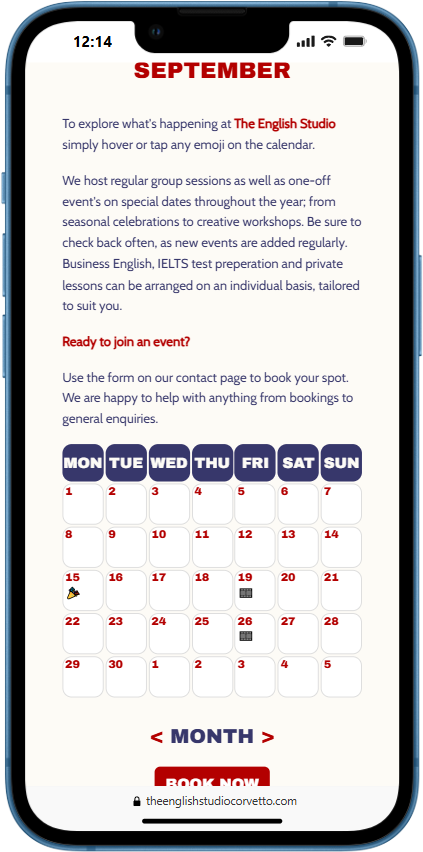 12:14
SEPTEMBER
To explore what's happening at The English Studio
simply hover or tap any emoji on the calendar.
We host regular group sessions as well as one-off
event's on special dates throughout the year; from
seasonal celebrations to creative workshops. Be sure to
check back often, as new events are added regularly.
Business English, IELTS test preperation and private
lessons can be arranged on an individual basis, tailored
to suit you.
Ready to join an event?
Use the form on our contact page to book your spot.
We are happy to help with anything from bookings to
general enquiries.
MON TUE WED THU FRI SAT SUN
1 2 3 4 5 6 7
8 9 10 11 12 13 14
15 16 17 18 19 20 21
22 23 24 25 26 27 28
29 30 1 2 3 4 5
< MONTH >
BOOK NOW
theenglishstudiocorvetto.com